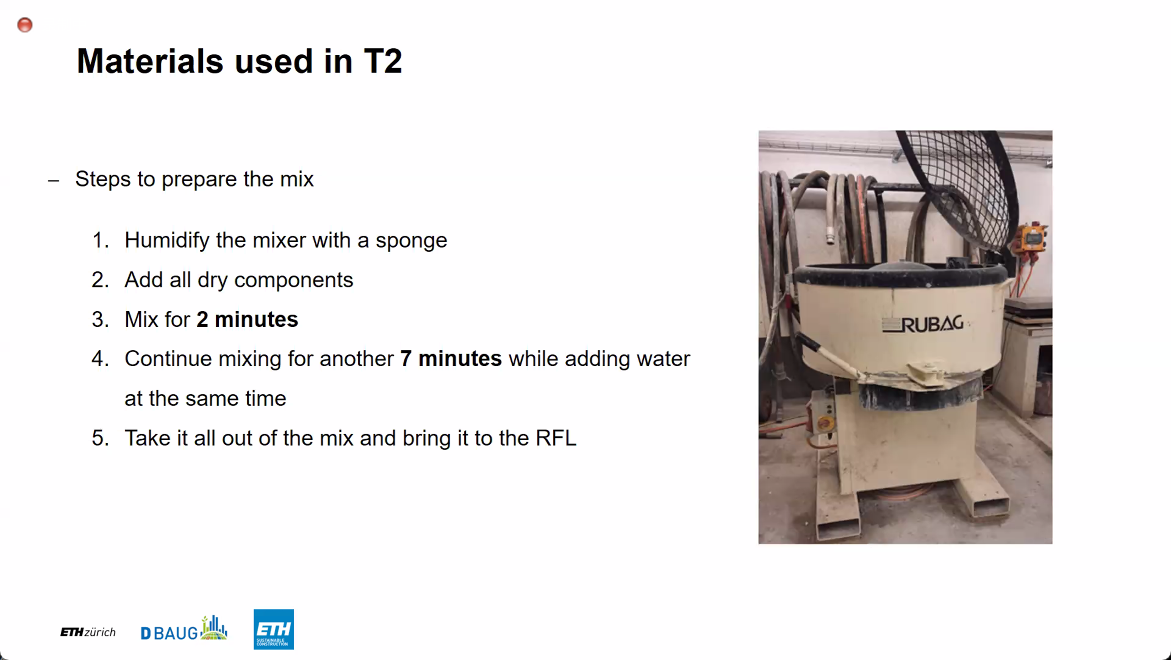 Materials used in T2
– Steps to prepare the mix
1. Humidify the mixer with a sponge
2. Add all dry components
3. Mix for 2 minutes
4. Continue mixing for another 7 minutes while adding water
at the same time
5. Take it all out of the mix and bring it to the RFL
RUBAG
ETH zürich
D BAUG
ETH
SUSTAINABLE
CONSTRUCTION